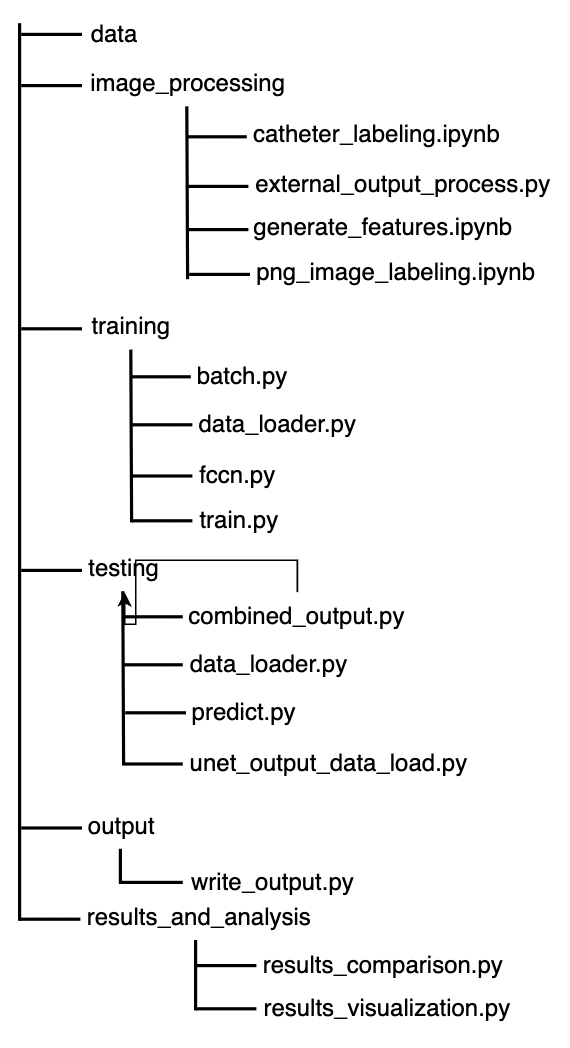 data
image_processing
catheter_labeling.ipynb
external_output_process.py
generate_features.ipynb
png_image_labeling.ipynb
training
batch.py
data_loader.py
fccn.py
train.py
testing
combined_output.py
data_loader.py
predict.py
unet_output_data_load.py
output
write_output.py
results_and_analysis
results_comparison.py
results_visualization.py